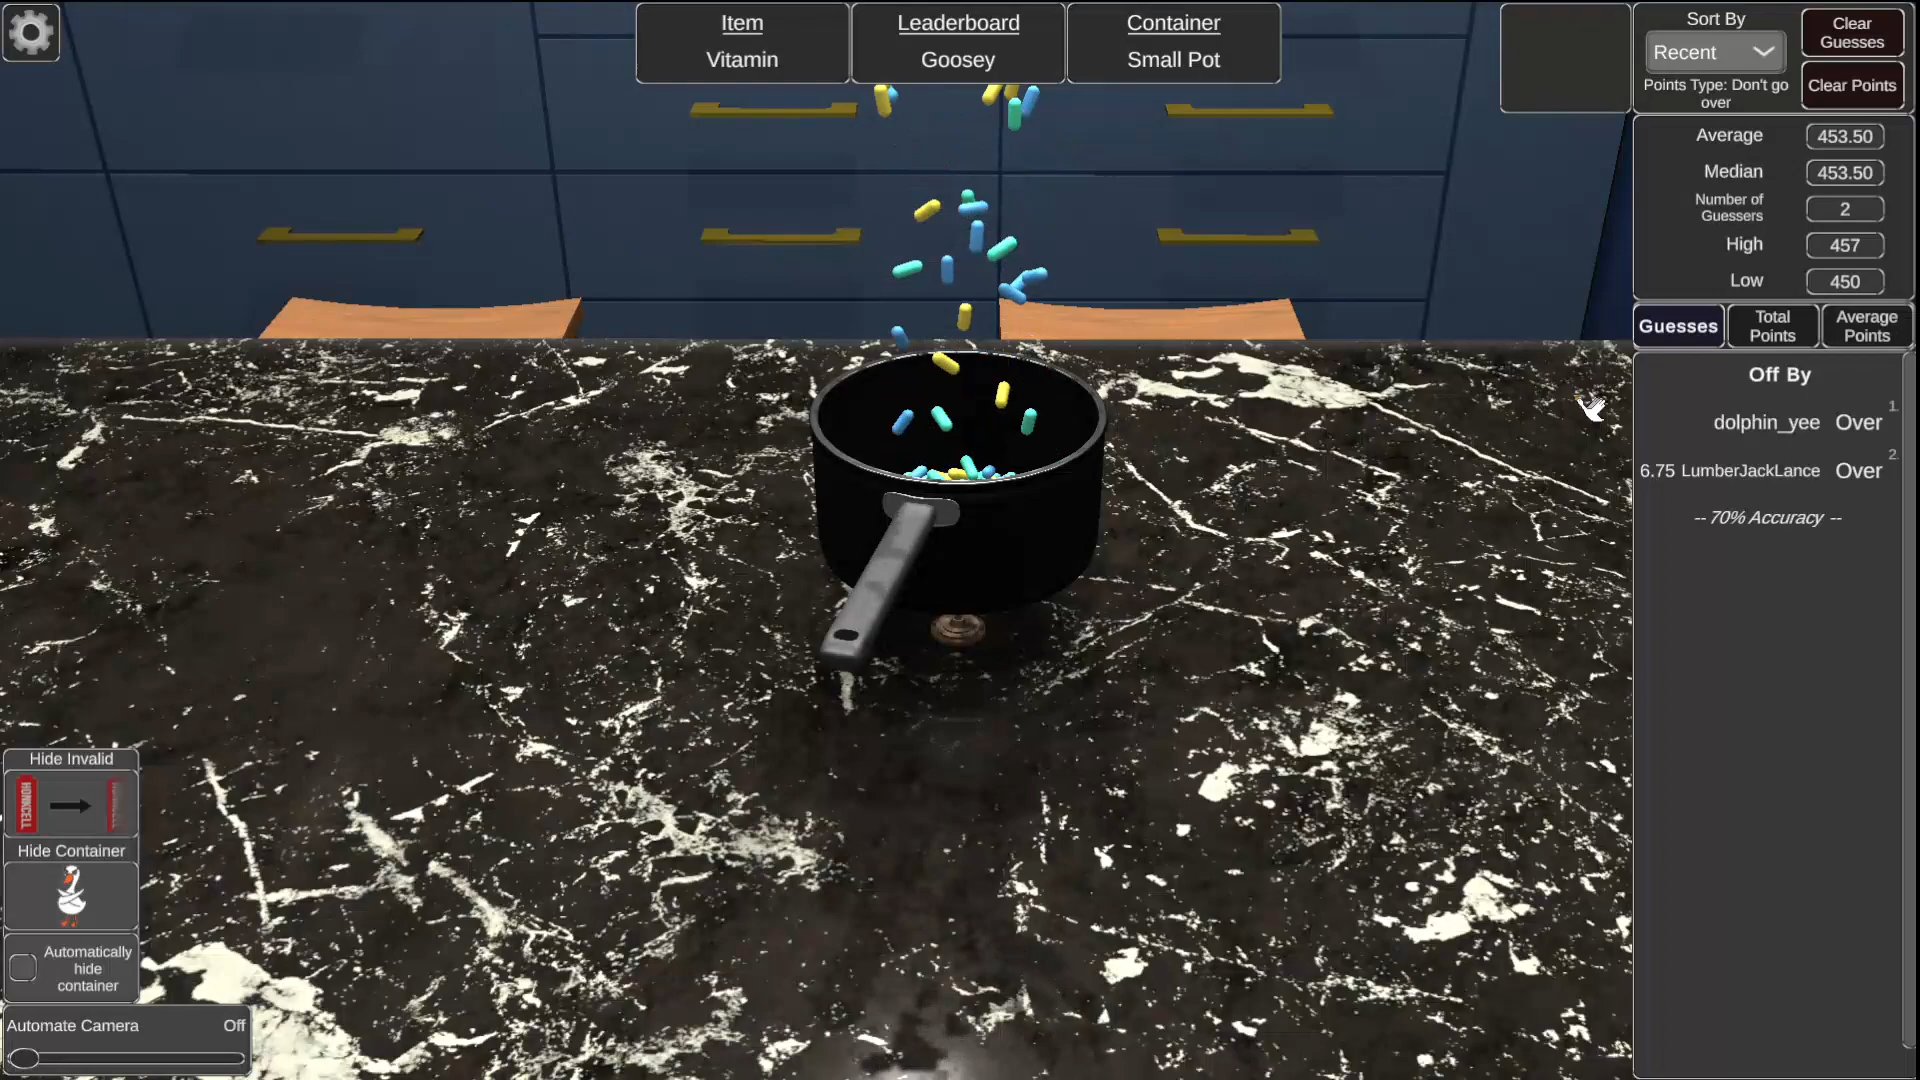 Item
Vitamin
Leaderboard
Goosey
Container
Small Pot
Sort By
Recent
Points Type: Don't go
over
Clear
Guesses
Clear Points
Average
453.50
Median
453.50
Number of
Guessers
2
High
457
Low
450
Guesses
Total
Points
Average
Points
Off By
dolphin_yee Over 1.
6.75 LumberJackLance Over 2.
-- 70% Accuracy --
Hide Invalid
HONKCELL
Hide Container
Automatically
hide
container
Automate Camera Off